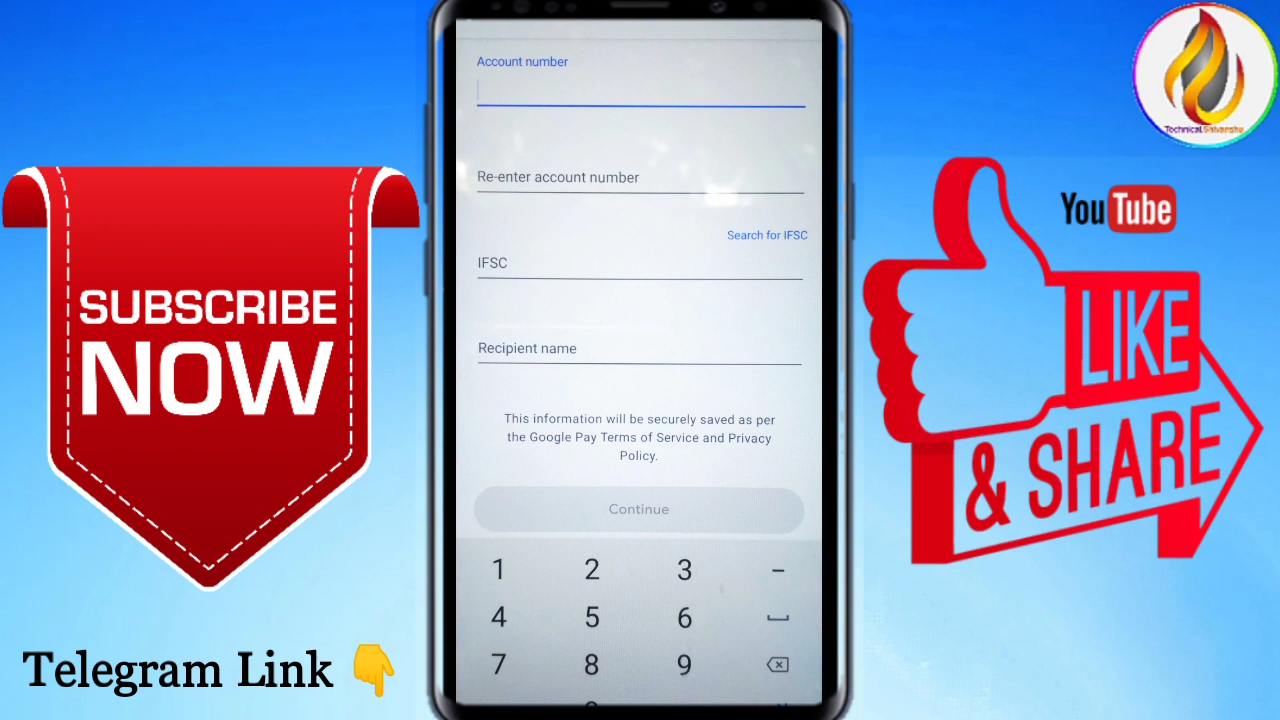 SUBSCRIBE
NOW
Telegram Link 👇
Account number
Re-enter account number
Search for IFSC
IFSC
Recipient name
This information will be securely saved as per
the Google Pay Terms of Service and Privacy
Policy.
Continue
1 2 3 -
4 5 6
7 8 9
Technical Shivanshu
YouTube
LIKE
& SHARE